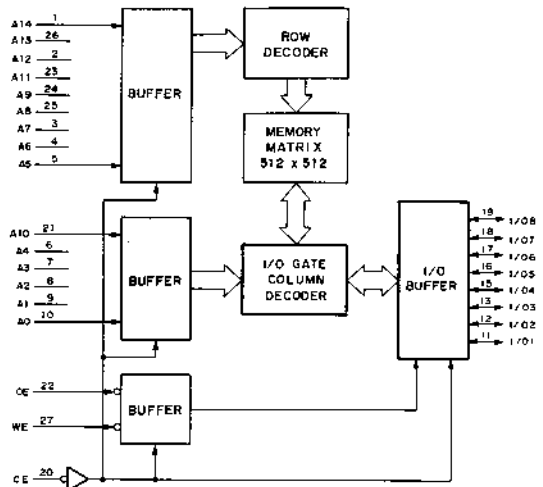 A14 1
A13 26
A12 2
A11 23
A9 24
A8 25
A7 3
A6 4
A5 5
BUFFER
ROW
DECODER
MEMORY
MATRIX
512 x 512
A10 21
A4 6
A3 7
A2 8
A1 9
A0 10
BUFFER
I/O GATE
COLUMN
DECODER
I/O
BUFFER
19 I/O8
18 I/O7
17 I/O6
16 I/O5
15 I/O4
13 I/O3
12 I/O2
11 I/O1
OE 22
WE 27
BUFFER
CE 20